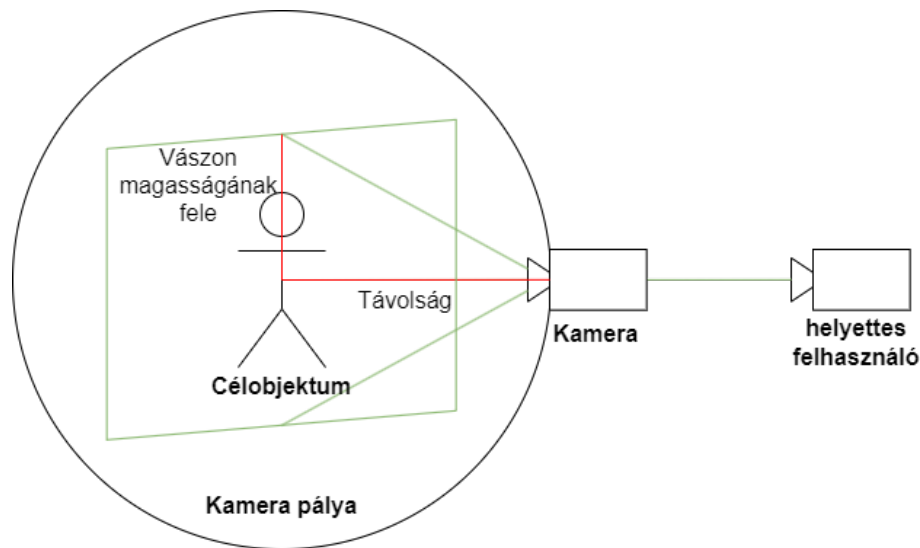 Vászon
magasságának
fele
Távolság
Kamera
helyettes
felhasználó
Célobjektum
Kamera pálya